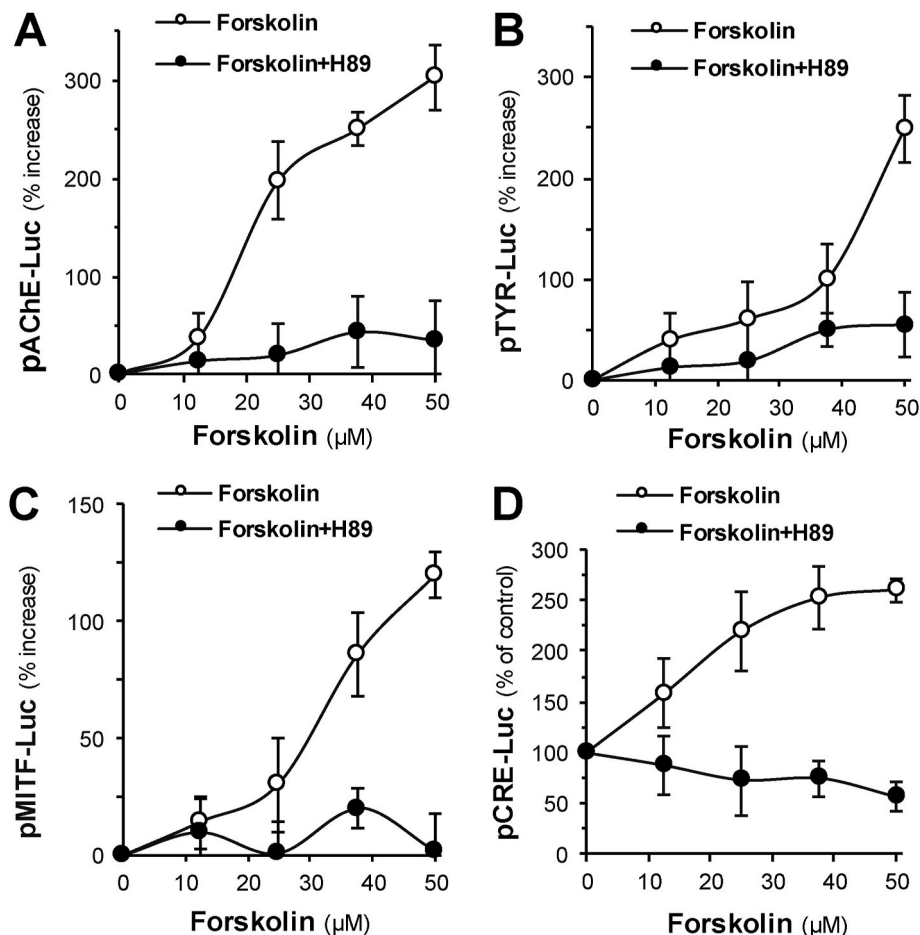 A
Forskolin
Forskolin+H89
pAChE-Luc (% increase)
300
200
100
0
0 10 20 30 40 50
Forskolin (µM)
B
Forskolin
Forskolin+H89
pTYR-Luc (% increase)
300
200
100
0
0 10 20 30 40 50
Forskolin (µM)
C
Forskolin
Forskolin+H89
pMITF-Luc (% increase)
150
100
50
0
0 10 20 30 40 50
Forskolin (µM)
D
Forskolin
Forskolin+H89
pCRE-Luc (% of control)
300
250
200
150
100
50
0
0 10 20 30 40 50
Forskolin (µM)